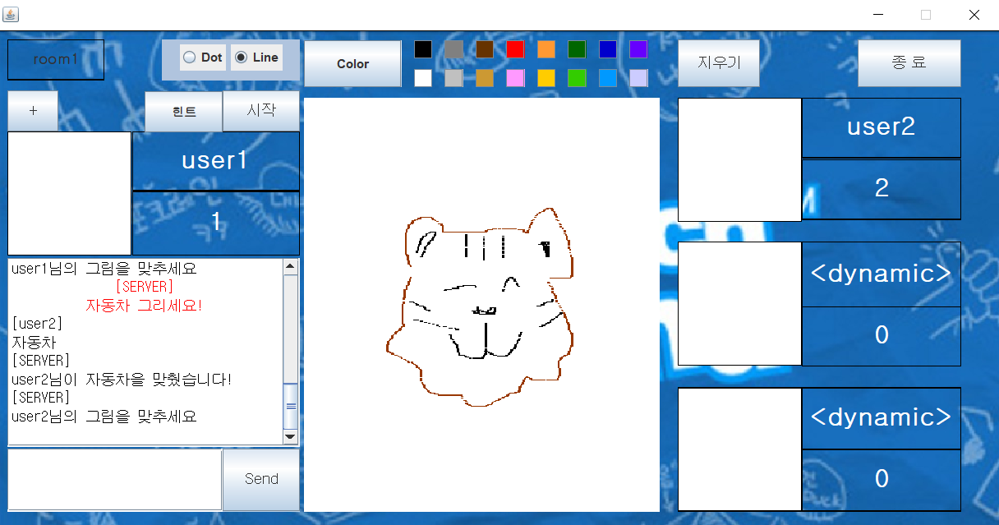 room1
Dot
Line
Color
지우기
종 료
+
힌트
시작
user1
1
user2
2
<dynamic>
0
<dynamic>
0
user1님의 그림을 맞추세요
[SERVER]
자동차 그리세요!
[user2]
자동차
[SERVER]
user2님이 자동차을 맞췄습니다!
[SERVER]
user2님의 그림을 맞추세요
Send